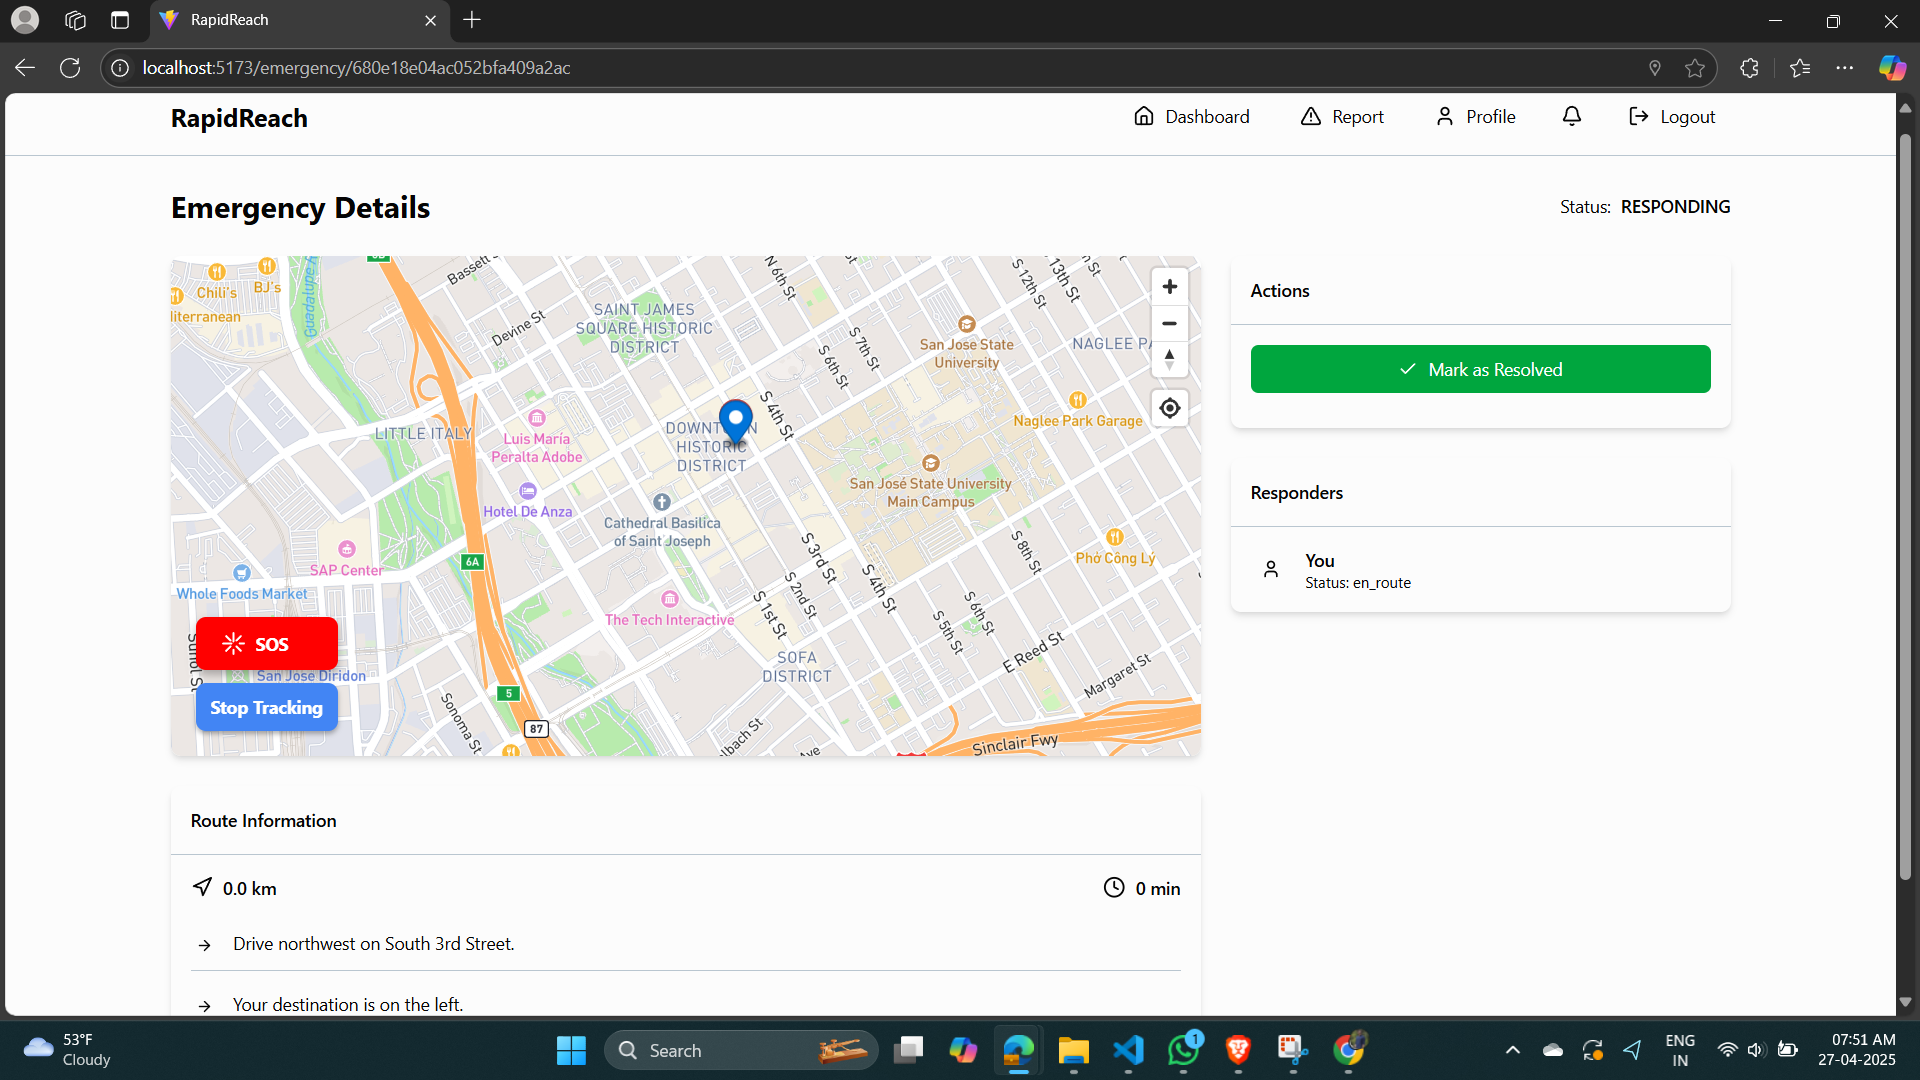 RapidReach
localhost:5173/emergency/680e18e04ac052bfa409a2ac
RapidReach
Dashboard
Report
Profile
Logout
Emergency Details
Status: RESPONDING
Chili's
BJ's
Guadalupe
Bassett
Devine St
SAINT JAMES
SQUARE HISTORIC
DISTRICT
N 6th St
S 12th St
13th St
S 7th St
S 6th St
San Jose State
University
NAGLEE
Naglee Park Garage
S 4th St
LITTLE ITALY
Luis María
Peralta Adobe
HISTORIC
DISTRICT
San José State University
Main Campus
Hotel De Anza
Cathedral Basilica
of Saint Joseph
6A
SAP Center
Whole Foods Market
S 3rd St
S 4th St
S 8th St
Phở Công Lý
S 2nd St
S 1st St
S 6th St
S 5th St
The Tech Interactive
E Reed St
Margaret St
SOFA
DISTRICT
SOS
San Jose Diridon
Stop Tracking
5
87
Sonoma St
Ave
Sinclair Fwy
Actions
Mark as Resolved
Responders
You
Status: en_route
Route Information
0.0 km
0 min
Drive northwest on South 3rd Street.
Your destination is on the left.
53°F
Cloudy
Search
1
ENG
IN
07:51 AM
27-04-2025